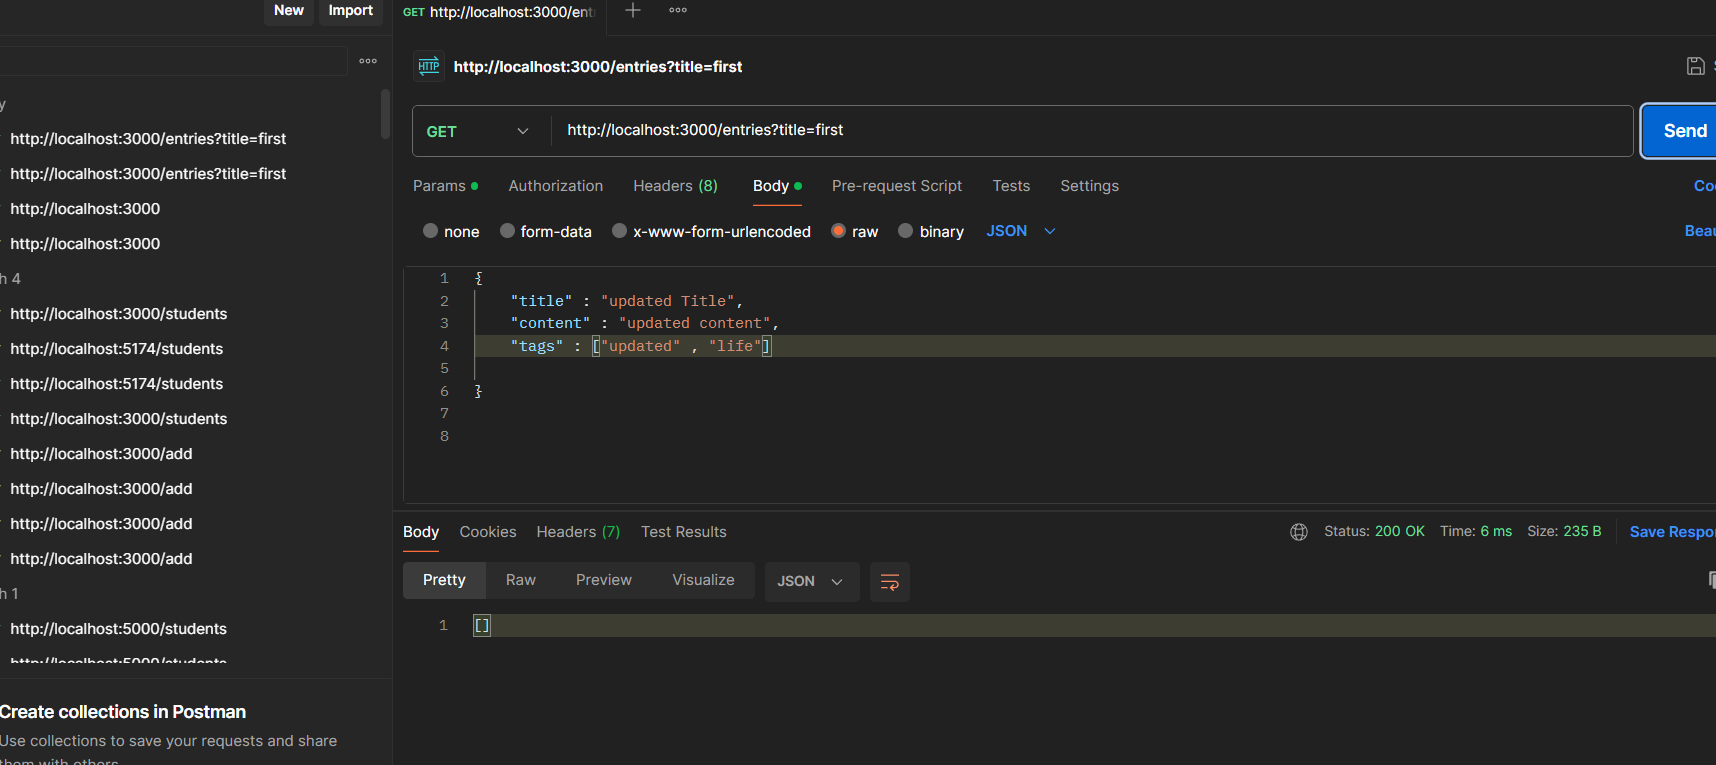 New Import
GET http://localhost:3000/ent
http://localhost:3000/entries?title=first
y
http://localhost:3000/entries?title=first
http://localhost:3000/entries?title=first
http://localhost:3000
http://localhost:3000
h 4
http://localhost:3000/students
http://localhost:5174/students
http://localhost:5174/students
http://localhost:3000/students
http://localhost:3000/add
http://localhost:3000/add
http://localhost:3000/add
http://localhost:3000/add
h 1
http://localhost:5000/students
http://localhost:5000/students
Create collections in Postman
Use collections to save your requests and share
them with others
HTTP
GET http://localhost:3000/entries?title=first Send
Params Authorization Headers (8) Body Pre-request Script Tests Settings Coo
none form-data x-www-form-urlencoded raw binary JSON Beau
1 {
2 "title" : "updated Title",
3 "content" : "updated content",
4 "tags" : ["updated" , "life"]
5
6 }
7
8
Body Cookies Headers (7) Test Results Status: 200 OK Time: 6 ms Size: 235 B Save Respon
Pretty Raw Preview Visualize JSON
1 []